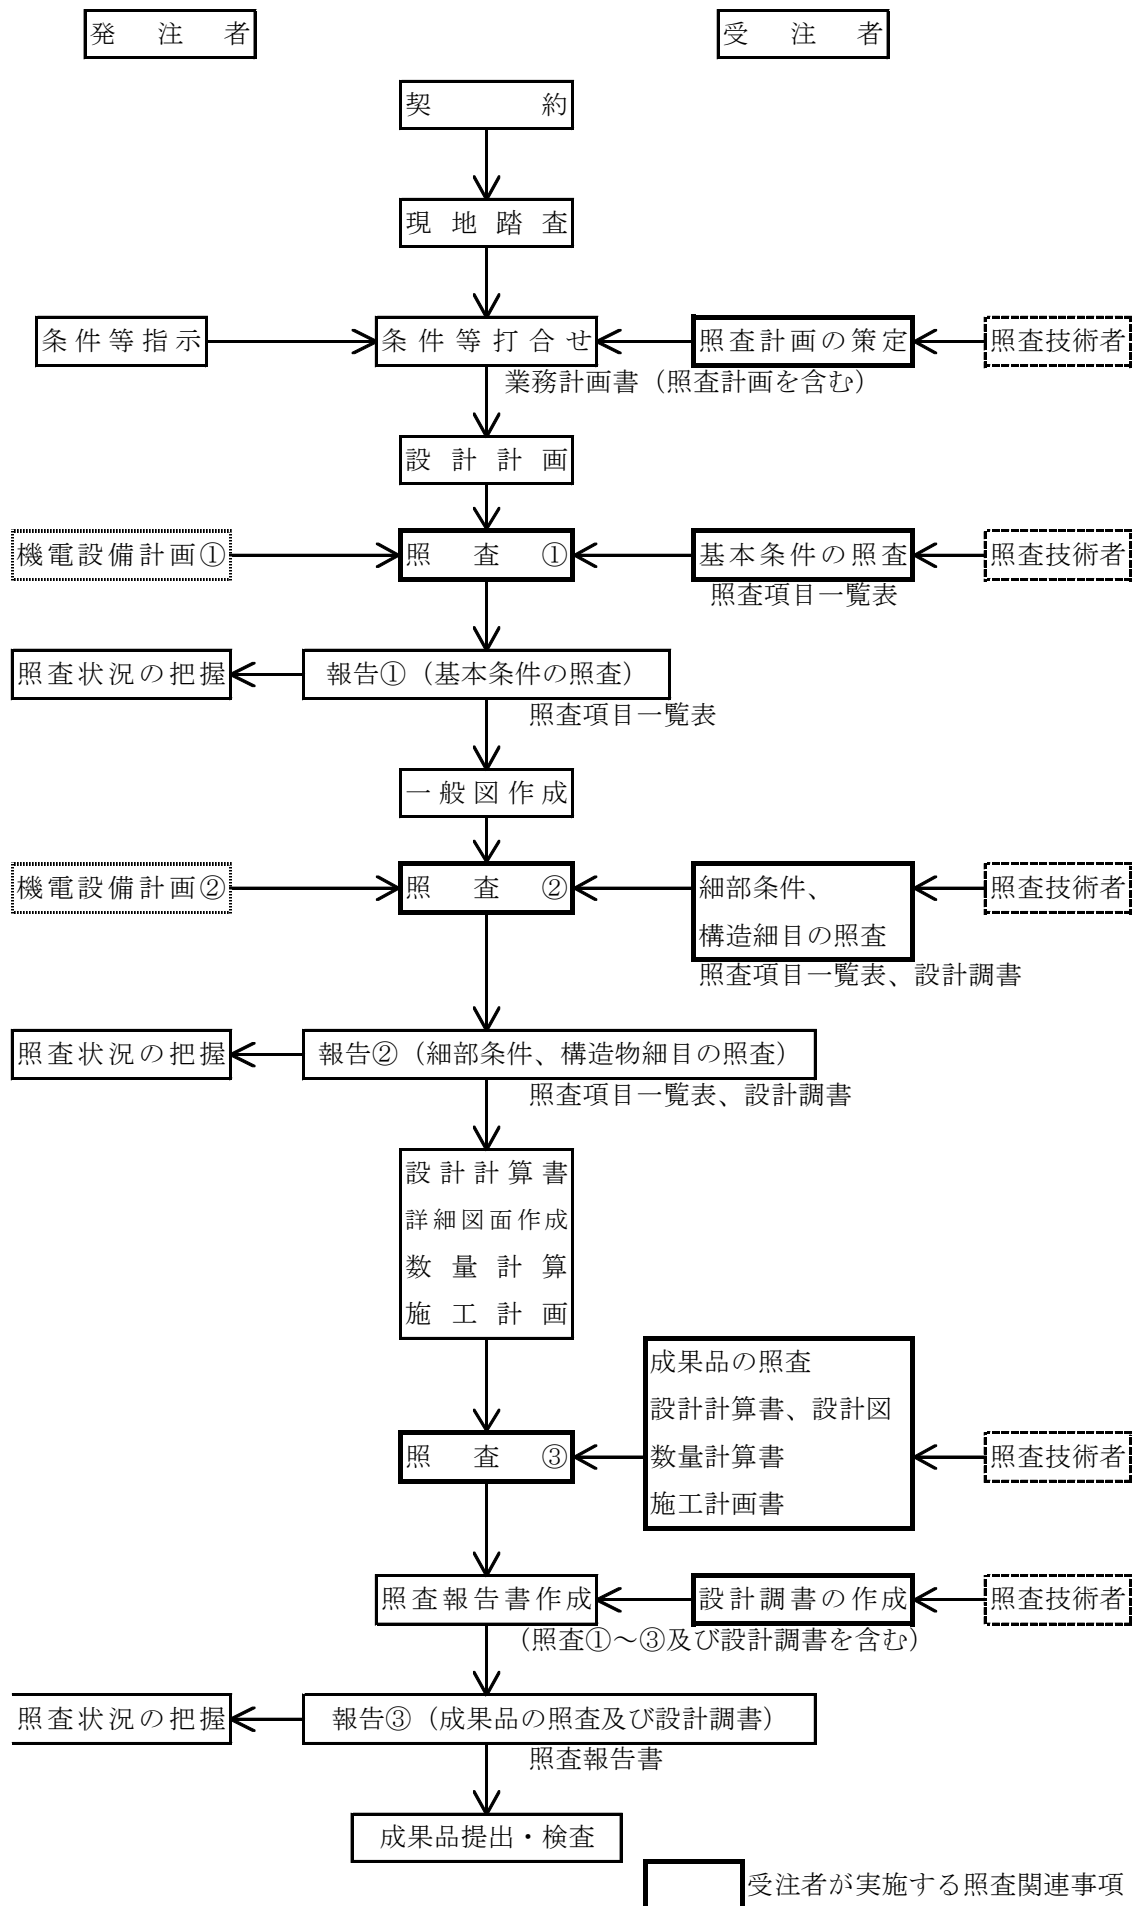 発注者
受注者
契約
現地踏査
条件等指示
条件等打合せ
照査計画の策定
照査技術者
業務計画書（照査計画を含む）
設計計画
機電設備計画①
照査①
基本条件の照査
照査技術者
照査項目一覧表
照査状況の把握
報告①（基本条件の照査）
照査項目一覧表
一般図作成
機電設備計画②
照査②
細部条件、
構造細目の照査
照査技術者
照査項目一覧表、設計調書
照査状況の把握
報告②（細部条件、構造物細目の照査）
照査項目一覧表、設計調書
設計計算書
詳細図面作成
数量計算
施工計画
成果品の照査
設計計算書、設計図
数量計算書
施工計画書
照査③
照査技術者
照査報告書作成
設計調書の作成
照査技術者
（照査①～③及び設計調書を含む）
照査状況の把握
報告③（成果品の照査及び設計調書）
照査報告書
成果品提出・検査
受注者が実施する照査関連事項